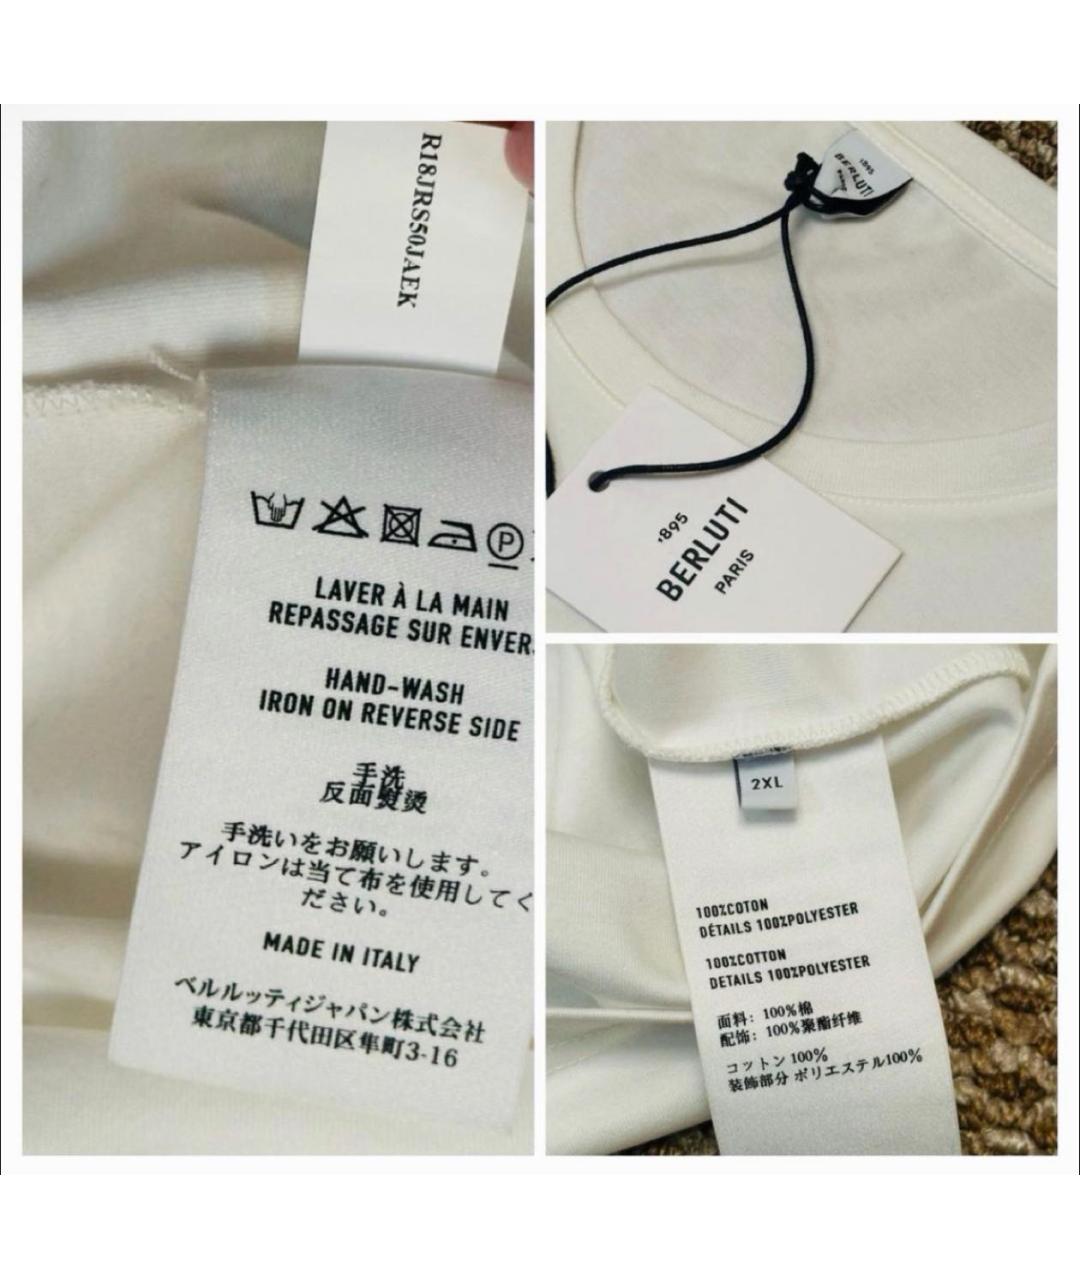 R18JRS50JAEK
P
LAVER À LA MAIN
REPASSAGE SUR ENVERS
HAND-WASH
IRON ON REVERSE SIDE
手洗
反面熨烫
手洗いをお願いします。
アイロンは当て布を使用してく
ださい。
MADE IN ITALY
ベルルッティジャパン株式会社
東京都千代田区隼町3-16
1895
BERLUTI
PARIS
1895
BERLUTI
PARIS
2XL
100%COTON
DÉTAILS 100%POLYESTER
100%COTTON
DETAILS 100%POLYESTER
面料: 100%棉
配饰: 100%聚酯纤维
コットン 100%
装飾部分 ポリエステル100%